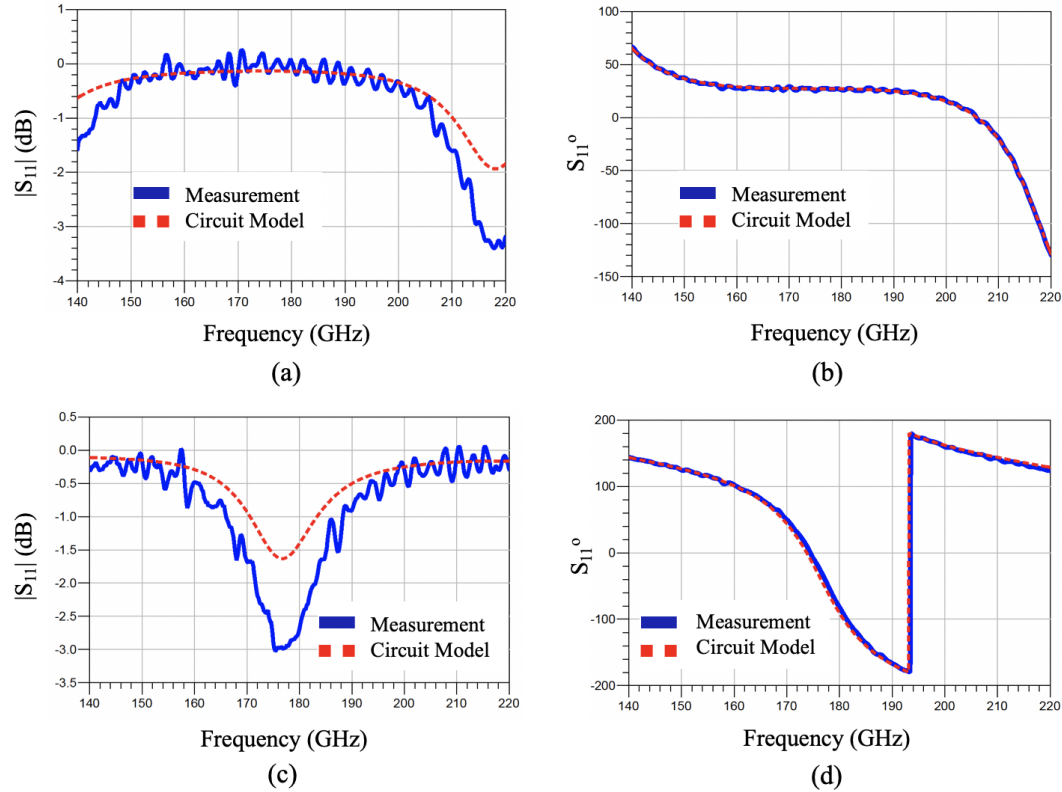 1
0
-1
-2
-3
-4
|S11| (dB)
Measurement
Circuit Model
140 150 160 170 180 190 200 210 220
Frequency (GHz)
(a)
100
50
0
-50
-100
-150
S11o
Measurement
Circuit Model
140 150 160 170 180 190 200 210 220
Frequency (GHz)
(b)
0.5
0.0
-0.5
-1.0
-1.5
-2.0
-2.5
-3.0
-3.5
|S11| (dB)
Measurement
Circuit Model
140 150 160 170 180 190 200 210 220
Frequency (GHz)
(c)
200
100
0
-100
-200
S11o
Measurement
Circuit Model
140 150 160 170 180 190 200 210 220
Frequency (GHz)
(d)